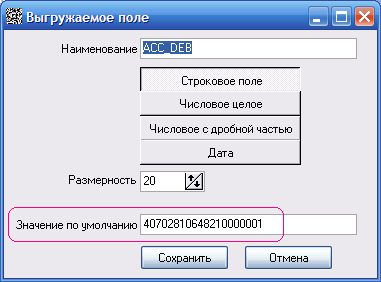 Выгружаемое поле
Наименование ACC_DEB
Строковое поле
Числовое целое
Числовое с дробной частью
Дата
Размерность 20
Значение по умолчанию 40702810648210000001
Сохранить Отмена